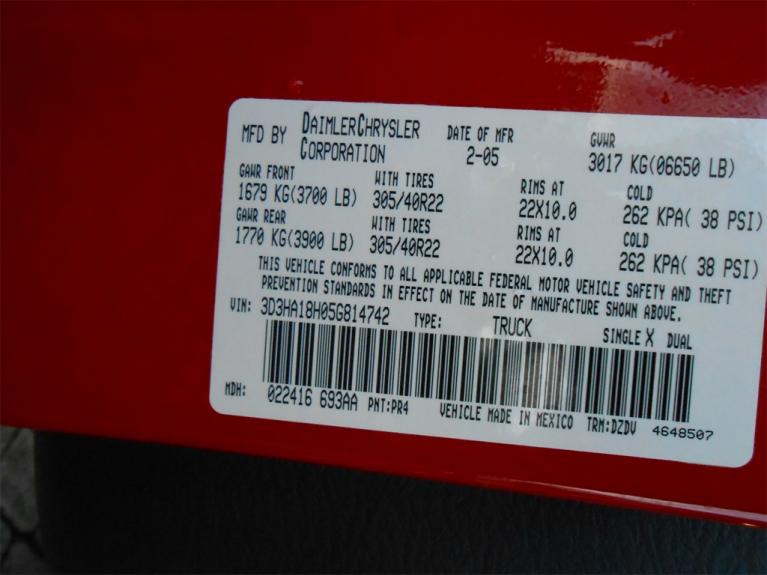 MFD BY DAIMLERCHRYSLER CORPORATION DATE OF MFR 2-05 GVWR 3017 KG(06650 LB)
GAWR FRONT WITH TIRES RIMS AT COLD
1679 KG(3700 LB) 305/40R22 22X10.0 262 KPA( 38 PSI)
GAWR REAR WITH TIRES RIMS AT COLD
1770 KG(3900 LB) 305/40R22 22X10.0 262 KPA( 38 PSI)
THIS VEHICLE CONFORMS TO ALL APPLICABLE FEDERAL MOTOR VEHICLE SAFETY AND THEFT
PREVENTION STANDARDS IN EFFECT ON THE DATE OF MANUFACTURE SHOWN ABOVE.
VIN: 3D3HA18H05G814742 TYPE: TRUCK SINGLE X DUAL
MDH: 022416 693AA PNT:PR4 VEHICLE MADE IN MEXICO TRM:DZDV 4648507